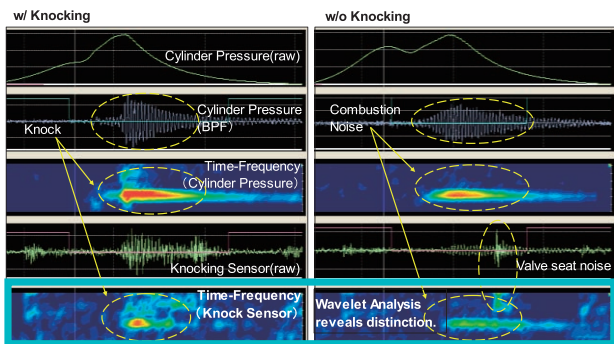 w/ Knocking
Cylinder Pressure(raw)
Cylinder Pressure
(BPF)
Knock
Time-Frequency
(Cylinder Pressure)
Knocking Sensor(raw)
Time-Frequency
(Knock Sensor)
w/o Knocking
Combustion
Noise
Valve seat noise
Wavelet Analysis
reveals distinction.